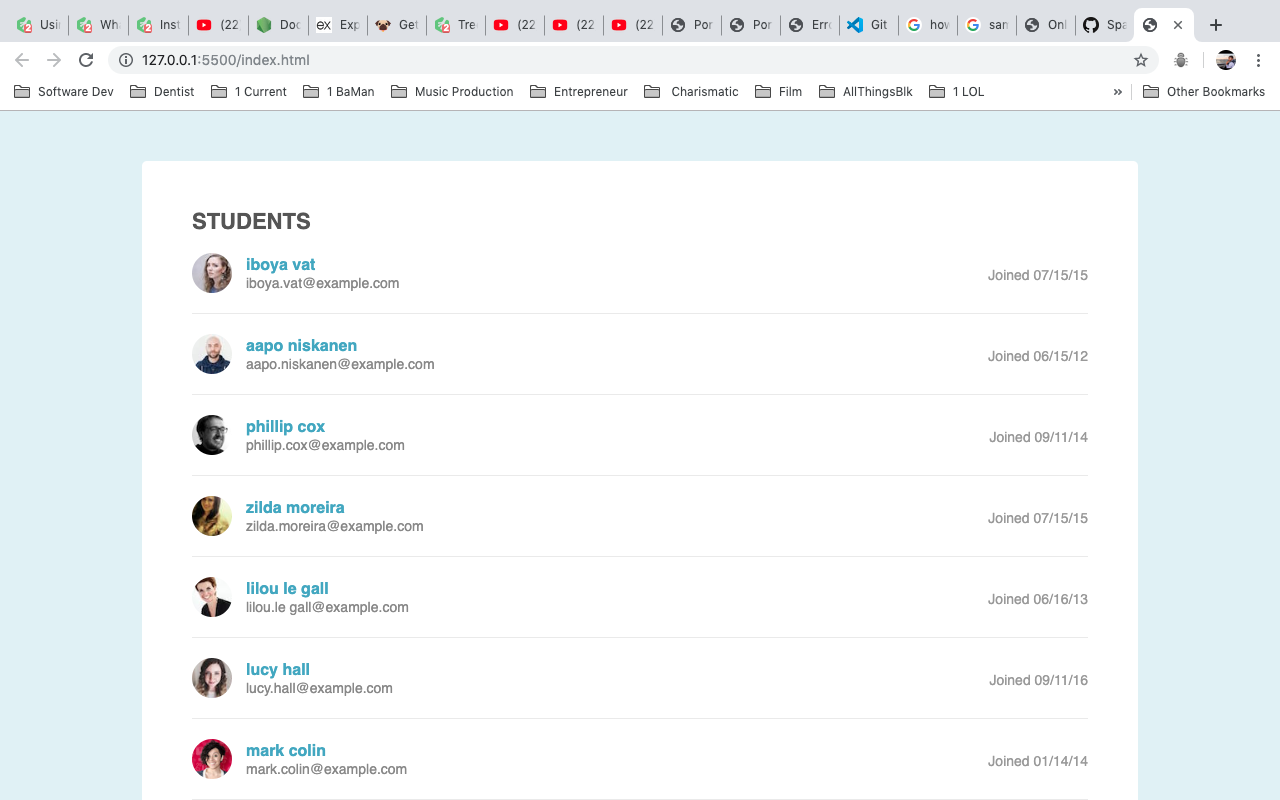 Usin Wha Inst (22 Doc Exp Get Tre (22 (22 (22 Por Por Erro Git how san Onl Spa
127.0.0.1:5500/index.html
Software Dev Dentist 1 Current 1 BaMan Music Production Entrepreneur Charismatic Film AllThingsBlk 1 LOL » Other Bookmarks
STUDENTS
iboya vat
iboya.vat@example.com
Joined 07/15/15
aapo niskanen
aapo.niskanen@example.com
Joined 06/15/12
phillip cox
phillip.cox@example.com
Joined 09/11/14
zilda moreira
zilda.moreira@example.com
Joined 07/15/15
lilou le gall
lilou.le gall@example.com
Joined 06/16/13
lucy hall
lucy.hall@example.com
Joined 09/11/16
mark colin
mark.colin@example.com
Joined 01/14/14